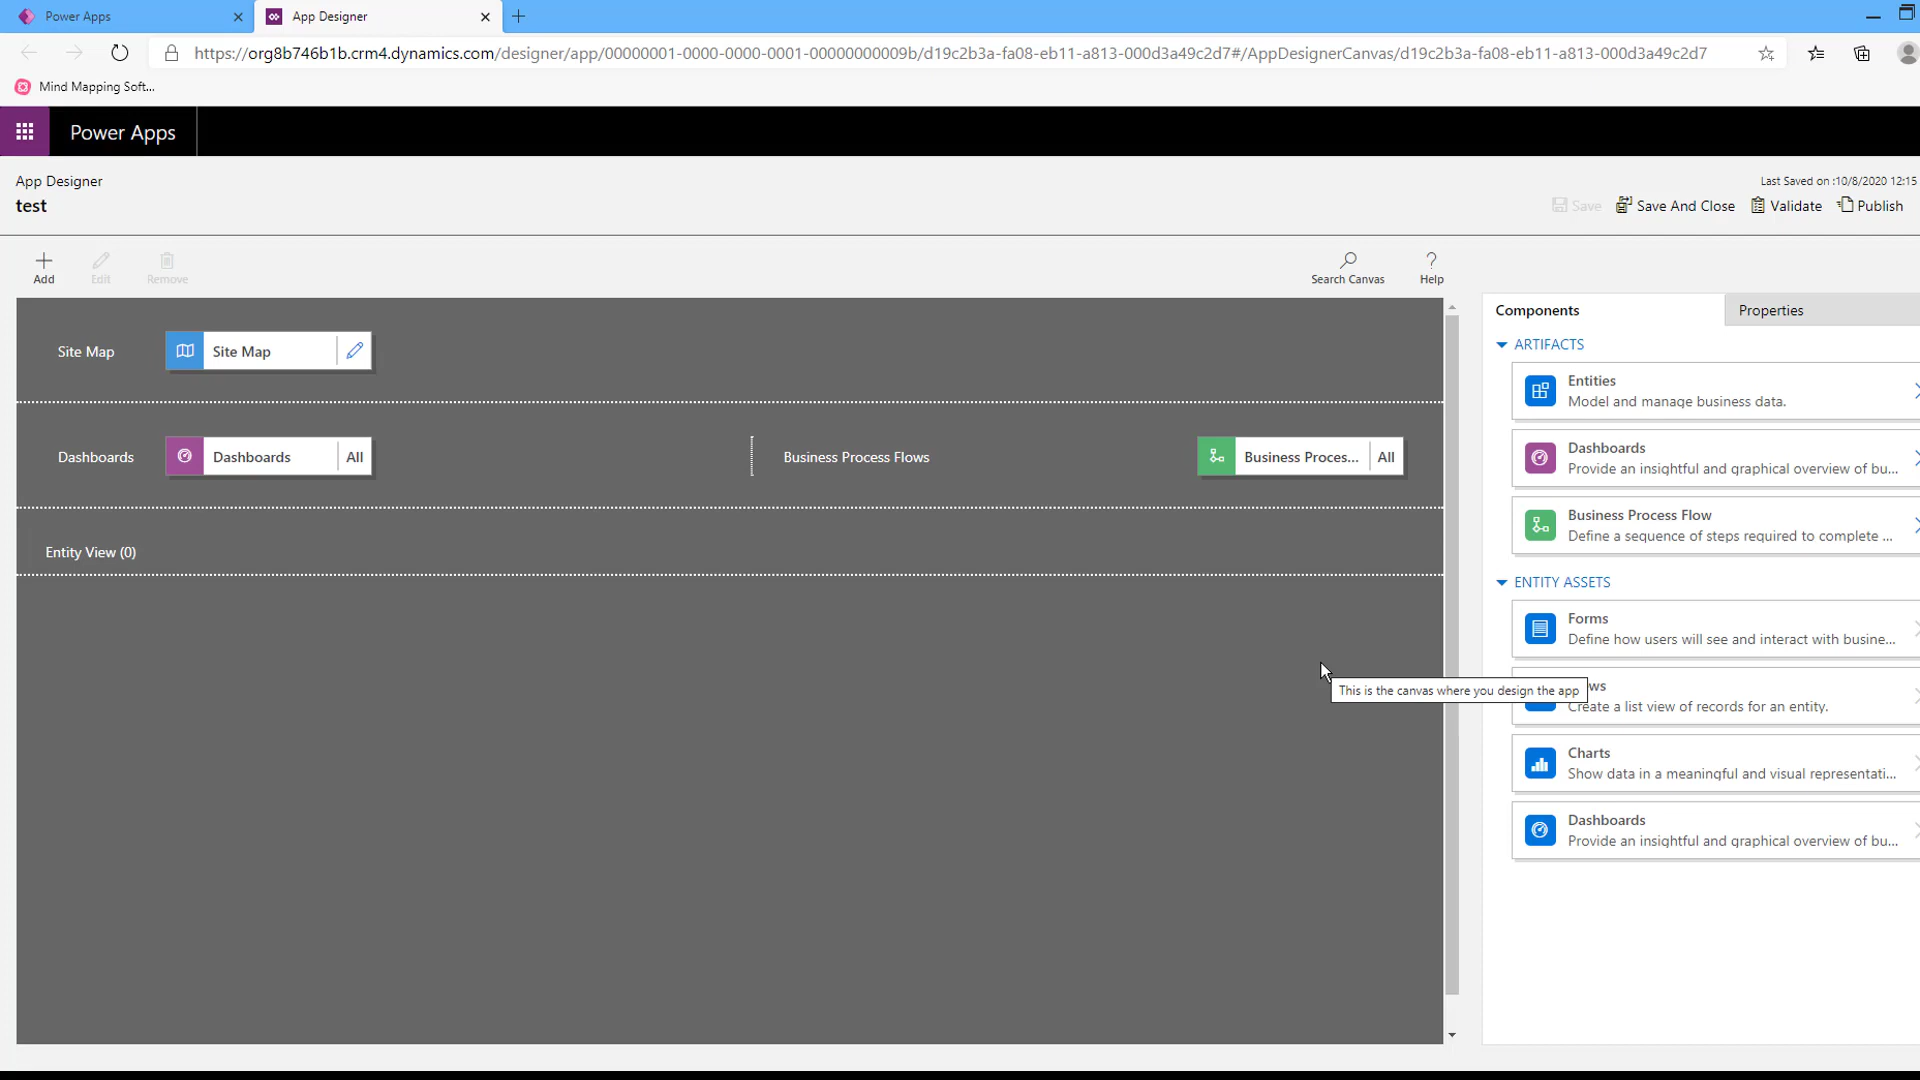 Power Apps
App Designer
https://org8b746b1b.crm4.dynamics.com/designer/app/00000001-0000-0000-0001-00000000009b/d19c2b3a-fa08-eb11-a813-000d3a49c2d7#/AppDesignerCanvas/d19c2b3a-fa08-eb11-a813-000d3a49c2d7
Mind Mapping Soft...
Power Apps
App Designer
test
Last Saved on :10/8/2020 12:15
Save
Save And Close
Validate
Publish
Add
Edit
Remove
Search Canvas
Help
Site Map
Site Map
Dashboards
Dashboards
All
Business Process Flows
Business Proces...
All
Entity View (0)
This is the canvas where you design the app
Components
Properties
ARTIFACTS
Entities
Model and manage business data.
Dashboards
Provide an insightful and graphical overview of bu...
Business Process Flow
Define a sequence of steps required to complete ...
ENTITY ASSETS
Forms
Define how users will see and interact with busine...
ws
Create a list view of records for an entity.
Charts
Show data in a meaningful and visual representati...
Dashboards
Provide an insightful and graphical overview of bu...